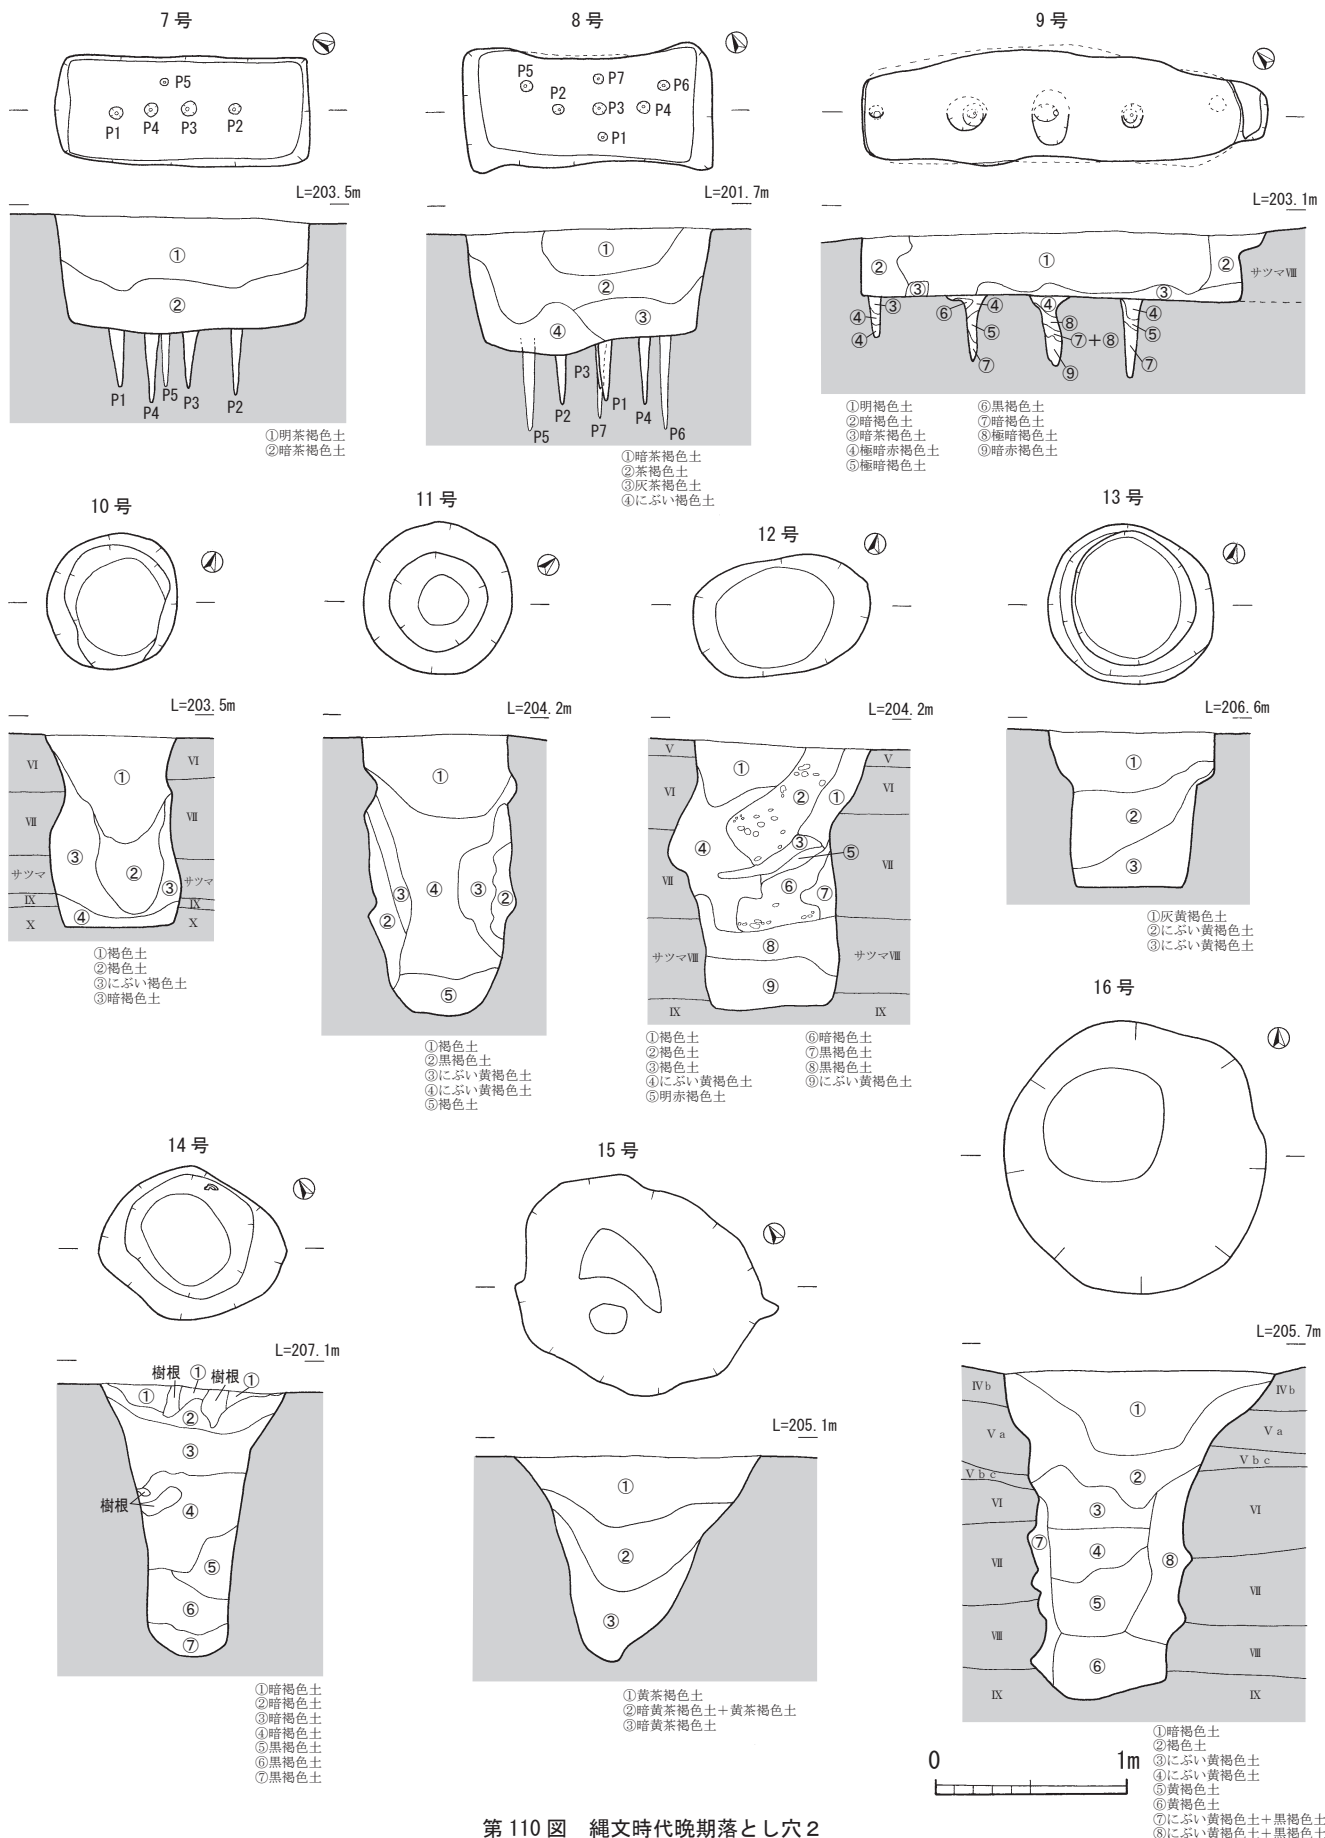 7号
P5
P1
P4
P3
P2
L=203.5m
①
②
P1
P4
P5
P3
P2
①明茶褐色土
②暗茶褐色土
8号
P5
P7
P6
P2
P3
P4
P1
L=201.7m
①
②
③
④
P3
P2
P1
P7
P4
P5
P6
①暗茶褐色土
②茶褐色土
③灰茶褐色土
④にぶい褐色土
9号
L=203.1m
②
①
②
サツマⅧ
③
③
③
④
④
⑥
④
⑤
⑦
④
⑧
⑦+⑧
⑨
④
⑤
⑦
①明褐色土
②暗褐色土
③暗茶褐色土
④極暗赤褐色土
⑤極暗褐色土
⑥黒褐色土
⑦暗褐色土
⑧極暗褐色土
⑨暗赤褐色土
10号
L=203.5m
Ⅵ
①
Ⅵ
Ⅶ
Ⅶ
③
②
サツマ
③
サツマ
Ⅸ
Ⅸ
④
Ⅹ
Ⅹ
①褐色土
②褐色土
③にぶい褐色土
③暗褐色土
11号
L=204.2m
①
③
④
③
②
②
⑤
①褐色土
②黒褐色土
③にぶい黄褐色土
④にぶい黄褐色土
⑤褐色土
12号
L=204.2m
Ⅴ
Ⅴ
①
Ⅵ
Ⅵ
②
①
④
③
⑤
Ⅶ
Ⅶ
⑥
⑦
⑧
サツマⅧ
サツマⅧ
⑨
Ⅸ
Ⅸ
①褐色土
②褐色土
③褐色土
④にぶい黄褐色土
⑤明赤褐色土
⑥暗褐色土
⑦黒褐色土
⑧黒褐色土
⑨にぶい黄褐色土
13号
L=206.6m
①
②
③
①灰黄褐色土
②にぶい黄褐色土
③にぶい黄褐色土
14号
L=207.1m
樹根
①
樹根
①
①
②
③
樹根
④
⑤
⑥
⑦
①暗褐色土
②暗褐色土
③暗褐色土
④暗褐色土
⑤黒褐色土
⑥黒褐色土
⑦黒褐色土
15号
L=205.1m
①
②
③
①黄茶褐色土
②暗黄茶褐色土+黄茶褐色土
③暗黄茶褐色土
16号
L=205.7m
Ⅳb
Ⅳb
①
Ⅴa
Ⅴa
Ⅴbc
Ⅴbc
②
Ⅵ
Ⅵ
③
⑦
④
⑧
Ⅶ
Ⅶ
⑤
Ⅷ
Ⅷ
⑥
Ⅸ
Ⅸ
①暗褐色土
②褐色土
③にぶい黄褐色土
④にぶい黄褐色土
⑤黄褐色土
⑥黄褐色土
⑦にぶい黄褐色土+黒褐色土
⑧にぶい黄褐色土+黒褐色土
0 1m
第110図 縄文時代晩期落とし穴2